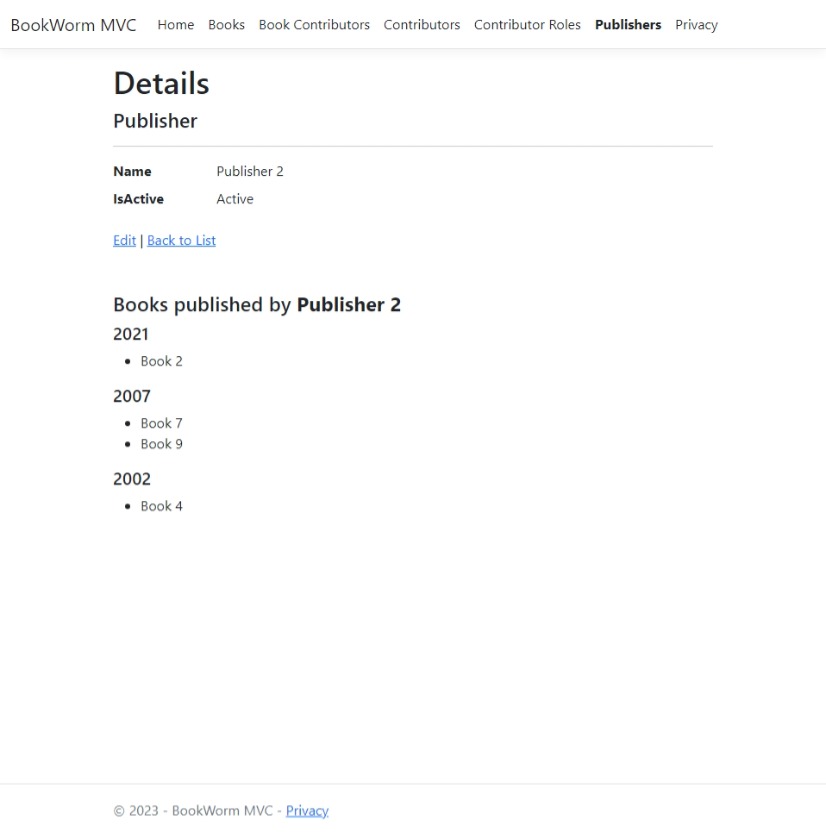 BookWorm MVC Home Books Book Contributors Contributors Contributor Roles Publishers Privacy
Details
Publisher
Name Publisher 2
IsActive Active
Edit | Back to List
Books published by Publisher 2
2021
• Book 2
2007
• Book 7
• Book 9
2002
• Book 4
© 2023 - BookWorm MVC - Privacy